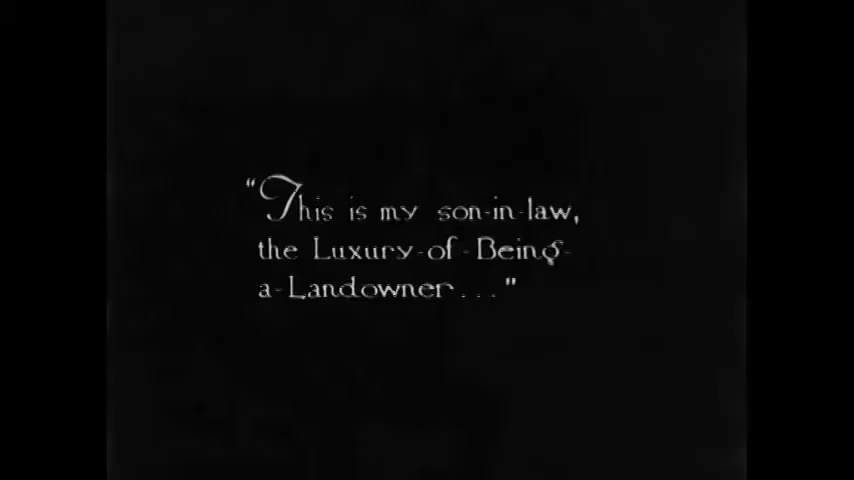 "This is my son-in-law,
the Luxury-of-Being-
a-Landowner..."